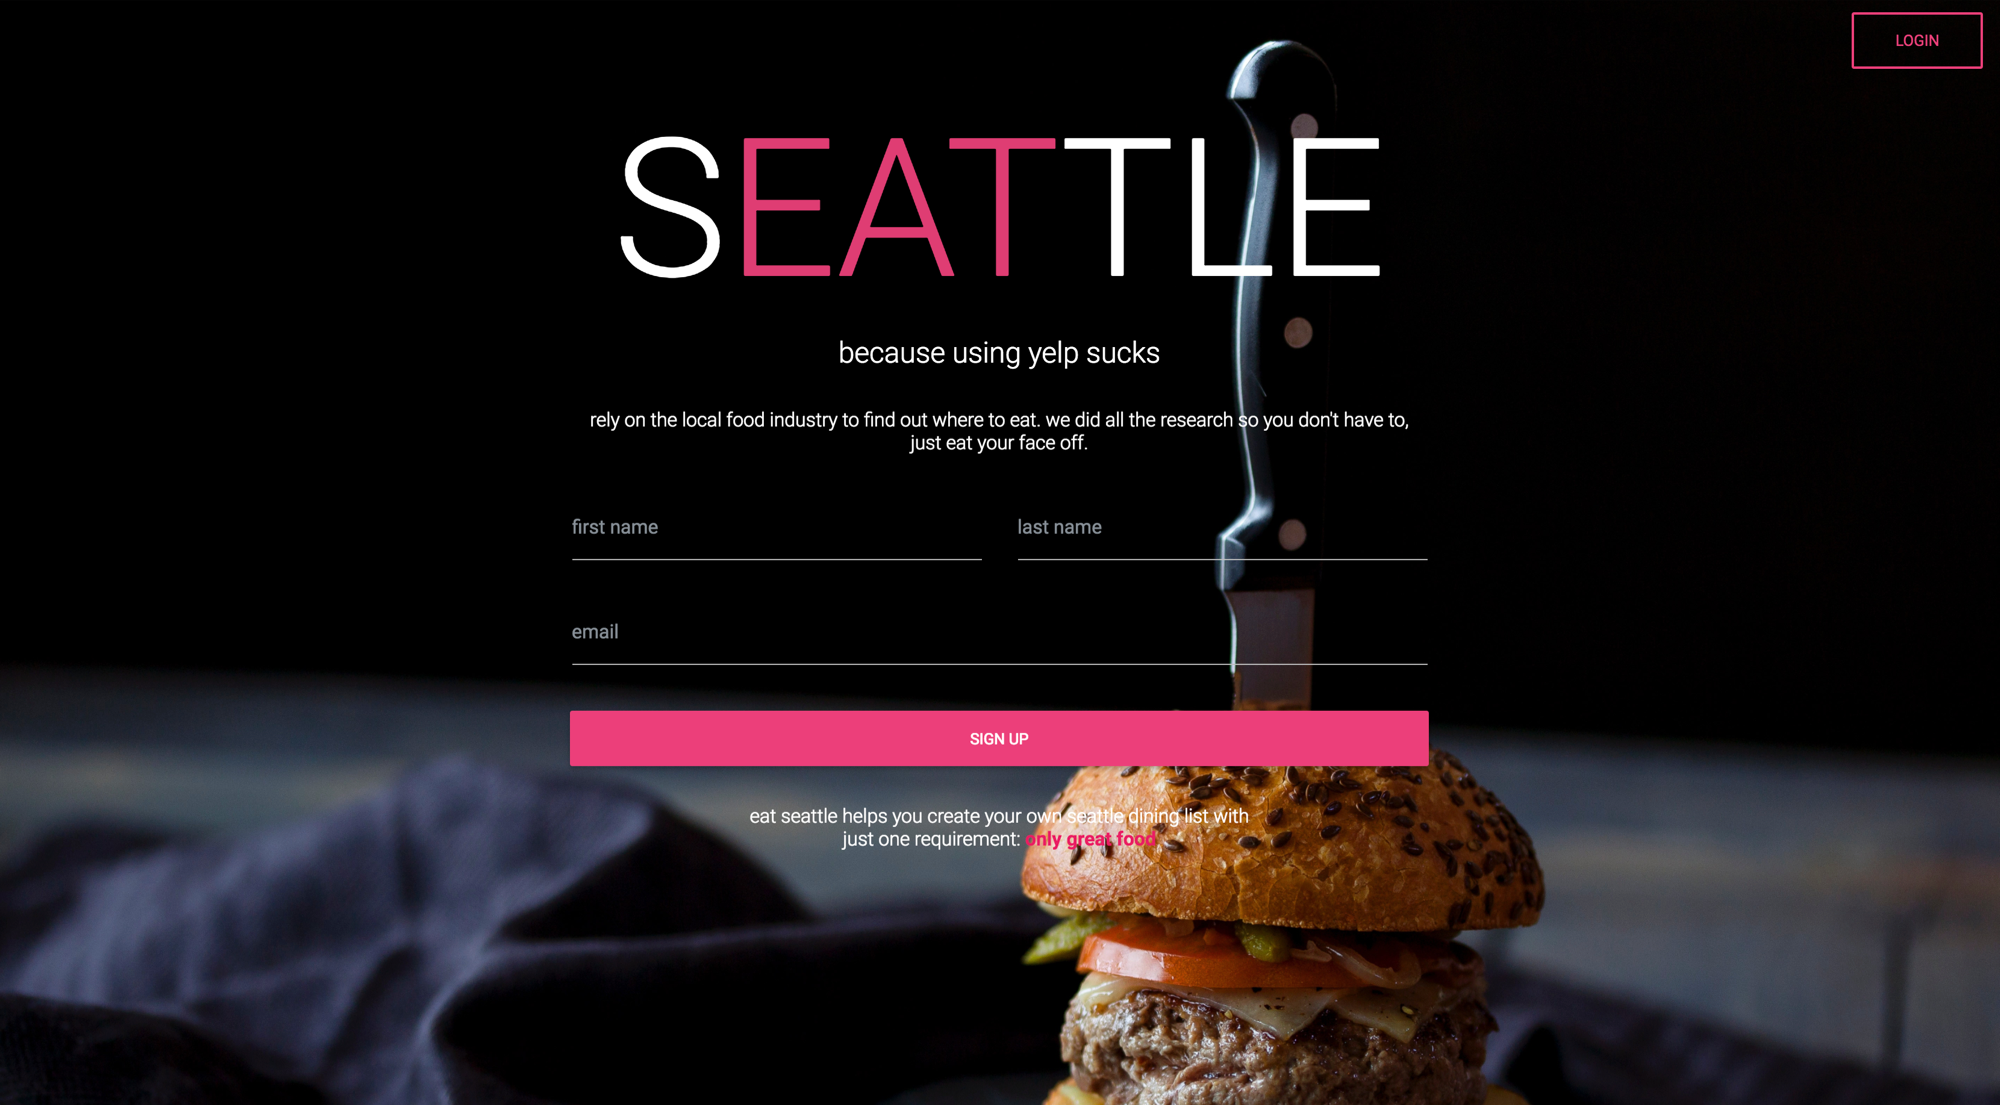 LOGIN
SEATTLE
because using yelp sucks
rely on the local food industry to find out where to eat. we did all the research so you don't have to,
just eat your face off.
first name
last name
email
SIGN UP
eat seattle helps you create your own seattle dining list with
just one requirement: only great food.